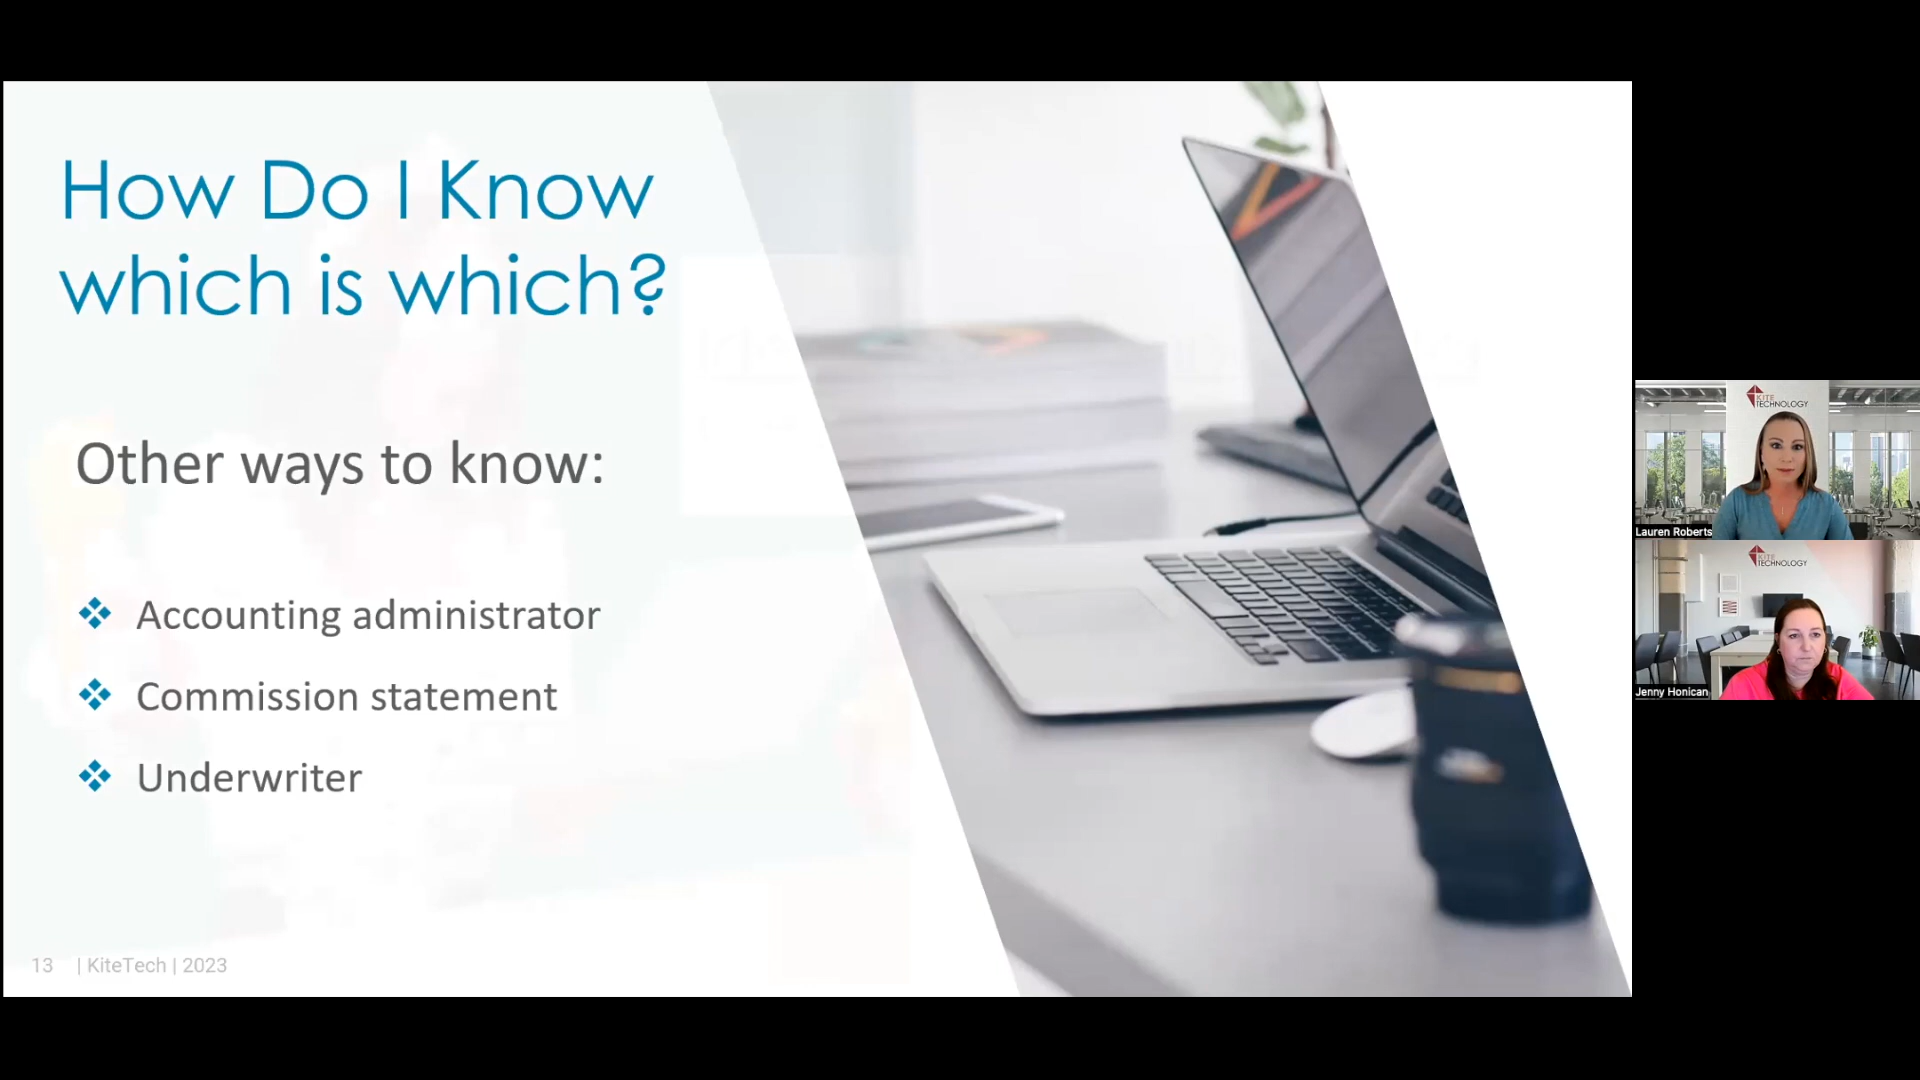 How Do I Know
which is which?
Other ways to know:
Accounting administrator
Commission statement
Underwriter
13 | KiteTech | 2023
KITE
TECHNOLOGY
Lauren Roberts
KITE
TECHNOLOGY
Jenny Honican